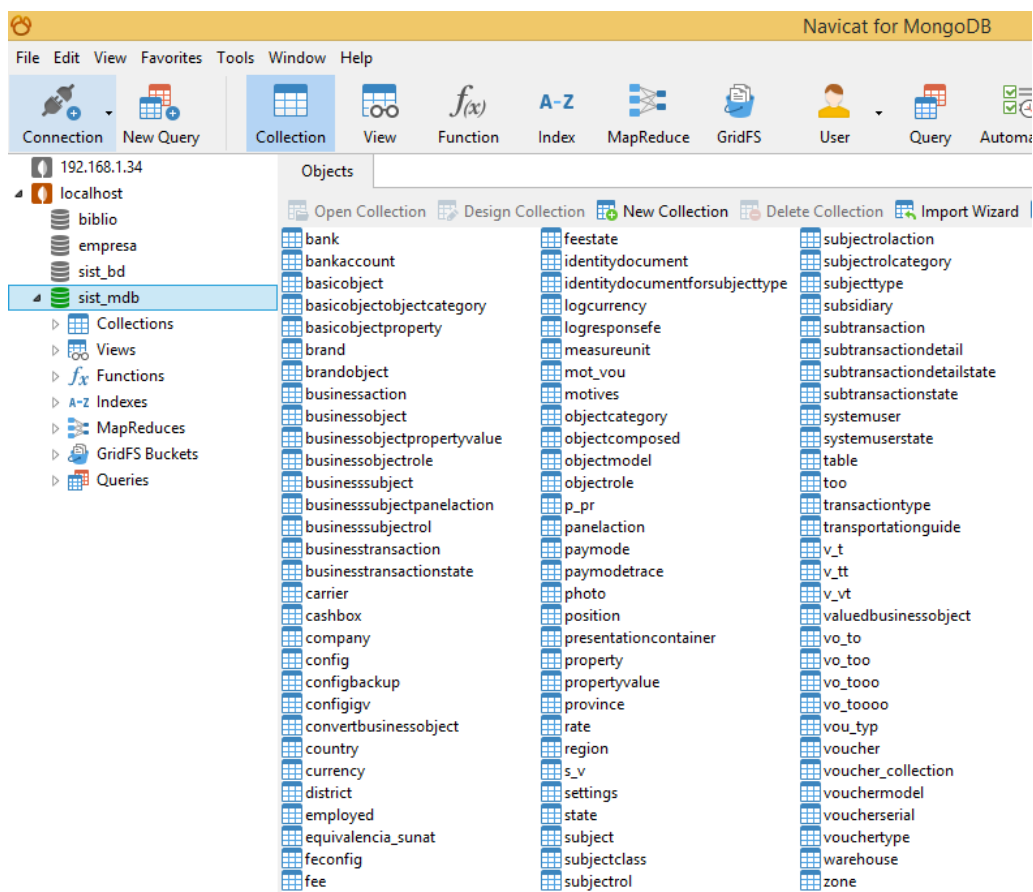 Navicat for MongoDB
File Edit View Favorites Tools Window Help
Connection New Query Collection View Function Index MapReduce GridFS User Query
f(x) A-Z
192.168.1.34
localhost
biblio
empresa
sist_bd
sist_mdb
Collections
Views
fx Functions
A-Z Indexes
MapReduces
GridFS Buckets
Queries
Objects
Open Collection Design Collection New Collection Delete Collection Import Wizard
bank
bankaccount
basicobject
basicobjectobjectcategory
basicobjectproperty
brand
brandobject
businessaction
businessobject
businessobjectpropertyvalue
businessobjectrole
businesssubject
businesssubjectpanelaction
businesssubjectrol
businesstransaction
businesstransactionstate
carrier
cashbox
company
config
configbackup
configigv
convertbusinessobject
country
currency
district
employed
equivalencia_sunat
feconfig
fee
feestate
identitydocument
identitydocumentforsubjecttype
logcurrency
logresponsefe
measureunit
mot_vou
motives
objectcategory
objectcomposed
objectmodel
objectrole
p_pr
panelaction
paymode
paymodetrace
photo
position
presentationcontainer
property
propertyvalue
province
rate
region
s_v
settings
state
subject
subjectclass
subjectrol
subjectrolaction
subjectrolcategory
subjecttype
subsidiary
subtransaction
subtransactiondetail
subtransactiondetailstate
subtransactionstate
systemuser
systemuserstate
table
too
transactiontype
transportationguide
v_t
v_tt
v_vt
valuedbusinessobject
vo_to
vo_too
vo_tooo
vo_toooo
vou_typ
voucher
voucher_collection
vouchermodel
voucherserial
vouchertype
warehouse
zone